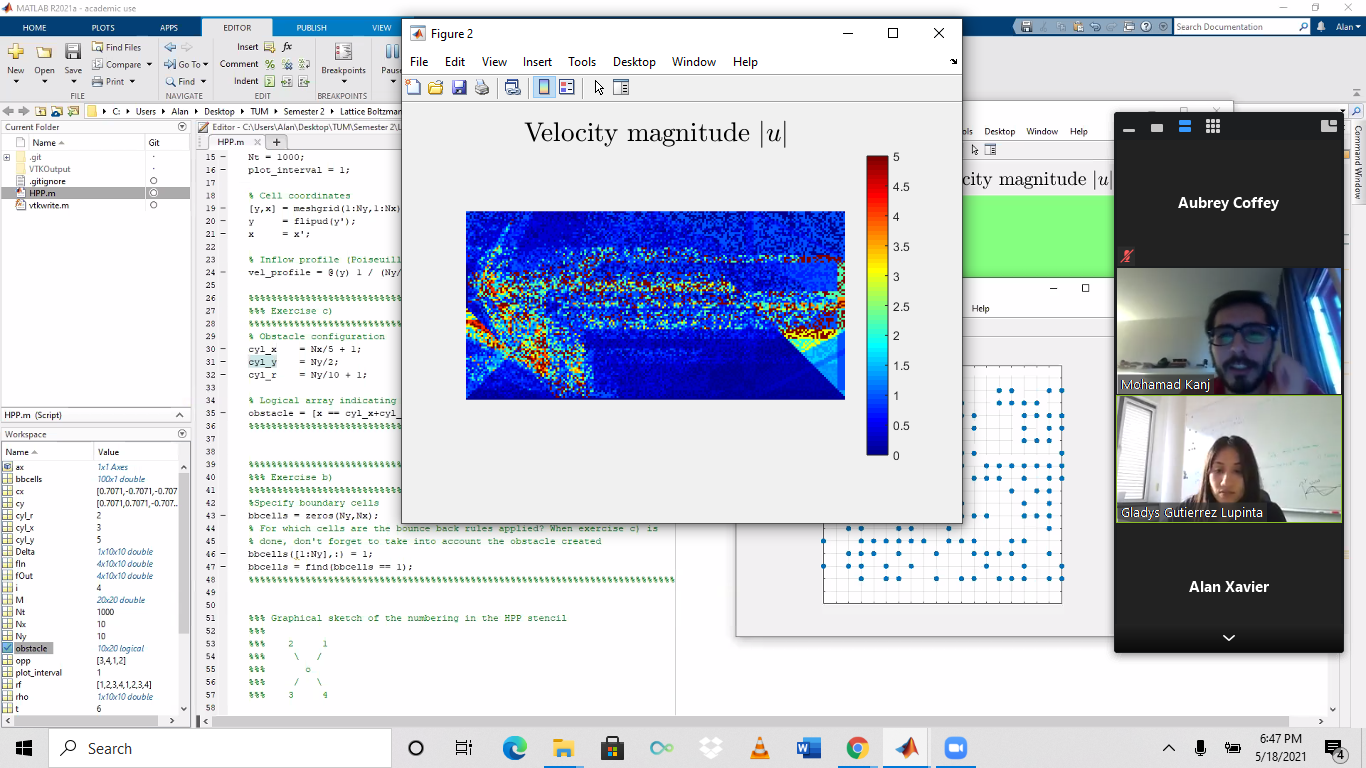 MATLAB R2021a - academic use
HOME PLOTS APPS EDITOR PUBLISH VIEW
Search Documentation
Alan
New
Open
Save
Find Files
Compare
Print
Go To
Find
Insert
Comment
Indent
Breakpoints
FILE NAVIGATE EDIT BREAKPOINTS
C: Users Alan Desktop TUM Semester 2 Lattice Boltzman
Current Folder
Name Git
.git
VTKOutput
.gitignore
HPP.m
vtkwrite.m
HPP.m (Script)
Workspace
Name Value
ax 1x1 Axes
bbcells 100x1 double
cx [0.7071,-0.7071,-0.707
cy [0.7071,0.7071,-0.707...
cyl_r 2
cyl_x 3
cyl_y 5
Delta 1x10x10 double
fIn 4x10x10 double
fOut 4x10x10 double
i 4
M 20x20 double
Nt 1000
Nx 10
Ny 10
obstacle 10x20 logical
opp [3,4,1,2]
plot_interval 1
rf [1,2,3,4,1,2,3,4]
rho 1x10x10 double
t 6
Editor - C:\Users\Alan\Desktop\TUM\Semester 2\L
HPP.m
15 Nt = 1000;
16 plot_interval = 1;
17
18 % Cell coordinates
19 [y,x] = meshgrid(1:Ny,1:Nx)
20 y = flipud(y');
21 x = x';
22
23 % Inflow profile (Poiseuill
24 vel_profile = @(y) 1 / (Ny/
25
26 %%%%%%%%%%%%%%%%%%%%%%%%%%%%%%
27 %%% Exercise c)
28 %%%%%%%%%%%%%%%%%%%%%%%%%%%%%%
29 % Obstacle configuration
30 cyl_x = Nx/5 + 1;
31 cyl_y = Ny/2;
32 cyl_r = Ny/10 + 1;
33
34 % Logical array indicating
35 obstacle = [x == cyl_x+cyl_
36 %%%%%%%%%%%%%%%%%%%%%%%%%%%%%%
37
38
39 %%%%%%%%%%%%%%%%%%%%%%%%%%%%%%
40 %%% Exercise b)
41 %%%%%%%%%%%%%%%%%%%%%%%%%%%%%%
42 %Specify boundary cells
43 bbcells = zeros(Ny,Nx);
44 % For which cells are the bounce back rules applied? When exercise c) is
45 % done, don't forget to take into account the obstacle created
46 bbcells([1:Ny],:) = 1;
47 bbcells = find(bbcells == 1);
48 %%%%%%%%%%%%%%%%%%%%%%%%%%%%%%%%%%%%%%%%%%%%%%%%%%%%%%%%%%%%%%%%%%%%%%%%%
49
50
51 %%% Graphical sketch of the numbering in the HPP stencil
52 %%%
53 %%% 2 1
54 %%% \ /
55 %%% o
56 %%% / \
57 %%% 3 4
58
Figure 2
File Edit View Insert Tools Desktop Window Help
Velocity magnitude |u|
5
4.5
4
3.5
3
2.5
2
1.5
1
0.5
0
ols Desktop Window Help
city magnitude |u|
Help
Command Window
Aubrey Coffey
Mohamad Kanj
Gladys Gutierrez Lupinta
Alan Xavier
Search
6:47 PM
5/18/2021
4